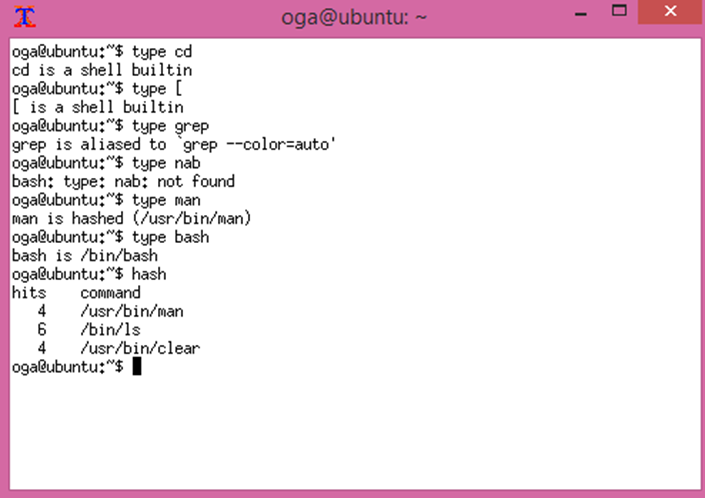 oga@ubuntu: ~
oga@ubuntu:~$ type cd
cd is a shell builtin
oga@ubuntu:~$ type [
[ is a shell builtin
oga@ubuntu:~$ type grep
grep is aliased to `grep --color=auto'
oga@ubuntu:~$ type nab
bash: type: nab: not found
oga@ubuntu:~$ type man
man is hashed (/usr/bin/man)
oga@ubuntu:~$ type bash
bash is /bin/bash
oga@ubuntu:~$ hash
hits    command
   4    /usr/bin/man
   6    /bin/ls
   4    /usr/bin/clear
oga@ubuntu:~$